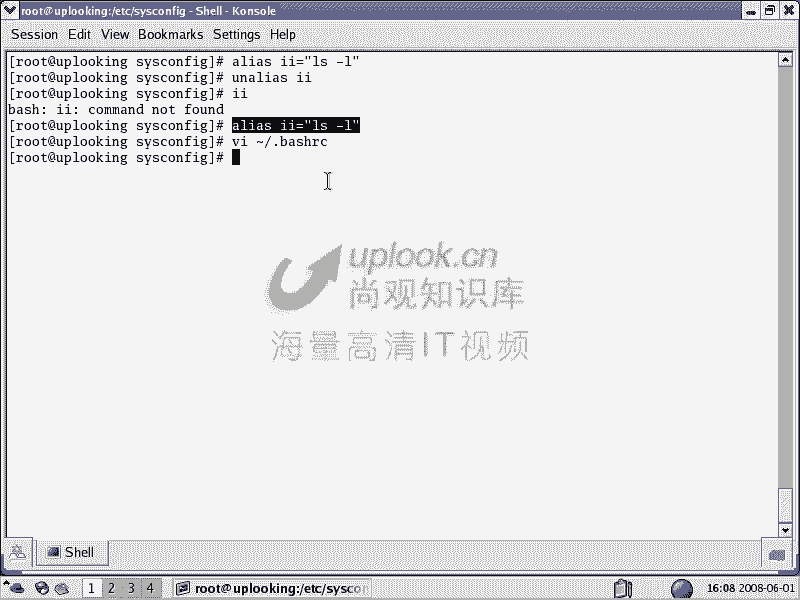 root@uplooking:/etc/sysconfig - Shell - Konsole
Session Edit View Bookmarks Settings Help
[root@uplooking sysconfig]# alias ii="ls -l"
[root@uplooking sysconfig]# unalias ii
[root@uplooking sysconfig]# ii
bash: ii: command not found
[root@uplooking sysconfig]# alias ii="ls -l"
[root@uplooking sysconfig]# vi ~/.bashrc
[root@uplooking sysconfig]#
uplook.cn
尚观知识库
海量高清IT视频
Shell
1 2 3 4 root@uplooking:/etc/syscon 16:08 2008-06-01